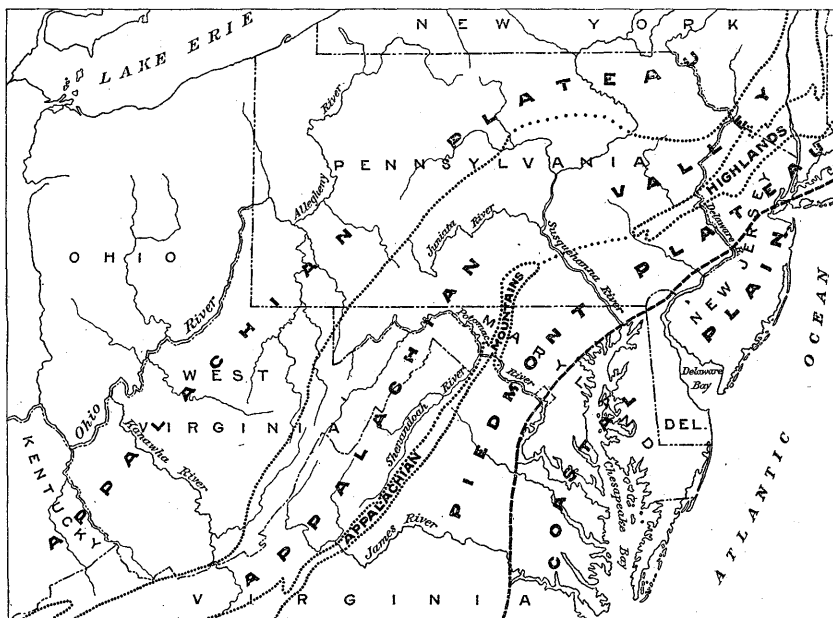 NEW YORK
LAKE ERIE
PLATEAU
River
VALLEY
HIGHLANDS
PENNSYLVANIA
Allegheny
Delaware
PLATEAU
Juniata River
Susquehanna River
OHIO
APPALACHIAN
NEW JERSEY
PLAIN
OCEAN
MOUNTAINS
Potomac
MARYLAND
River
River
Delaware Bay
WEST
Ohio
VIRGINIA
Shenandoah River
PIEDMONT
DEL.
Kanawha River
KENTUCKY
APPALACHIAN
APPALACHIAN
COASTAL
Chesapeake Bay
ATLANTIC
James River
VIRGINIA